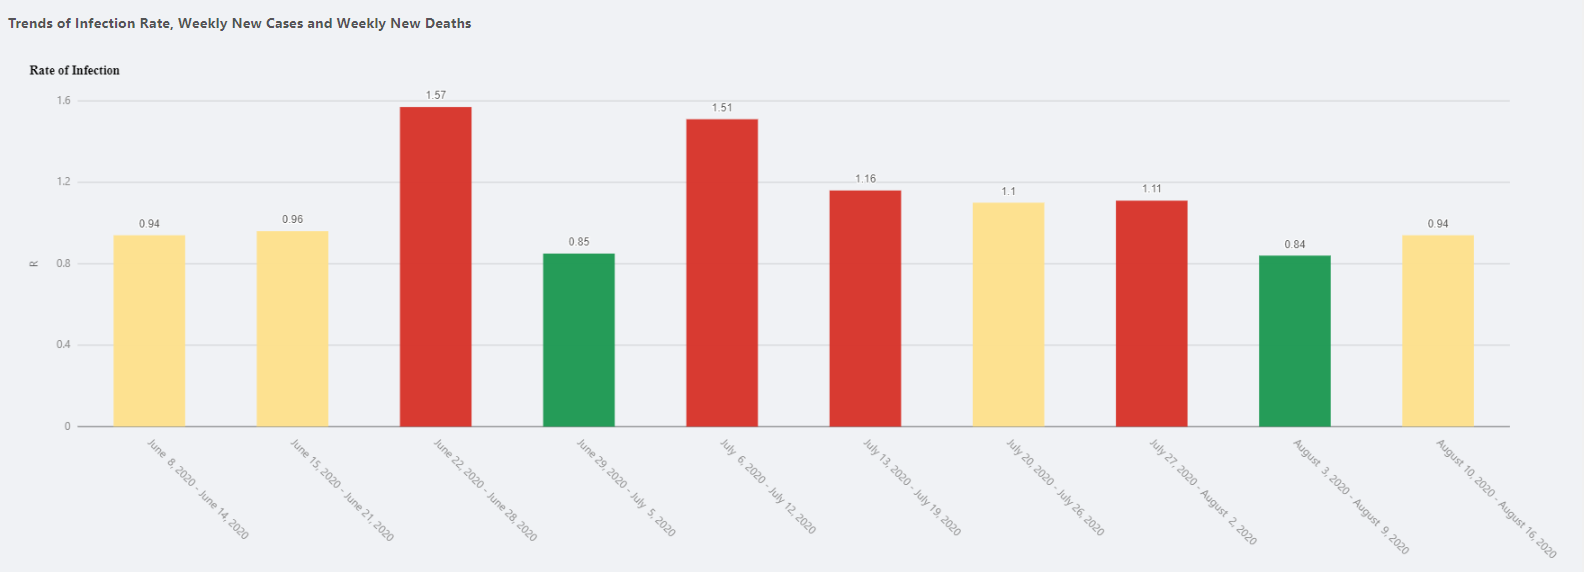 Trends of Infection Rate, Weekly New Cases and Weekly New Deaths
Rate of Infection
1.6
1.2
0.8
0.4
0
R
0.94
0.96
1.57
0.85
1.51
1.16
1.1
1.11
0.84
0.94
June 8, 2020 - June 14, 2020
June 15, 2020 - June 21, 2020
June 22, 2020 - June 28, 2020
June 29, 2020 - July 5, 2020
July 6, 2020 - July 12, 2020
July 13, 2020 - July 19, 2020
July 20, 2020 - July 26, 2020
July 27, 2020 - August 2, 2020
August 3, 2020 - August 9, 2020
August 10, 2020 - August 16, 2020